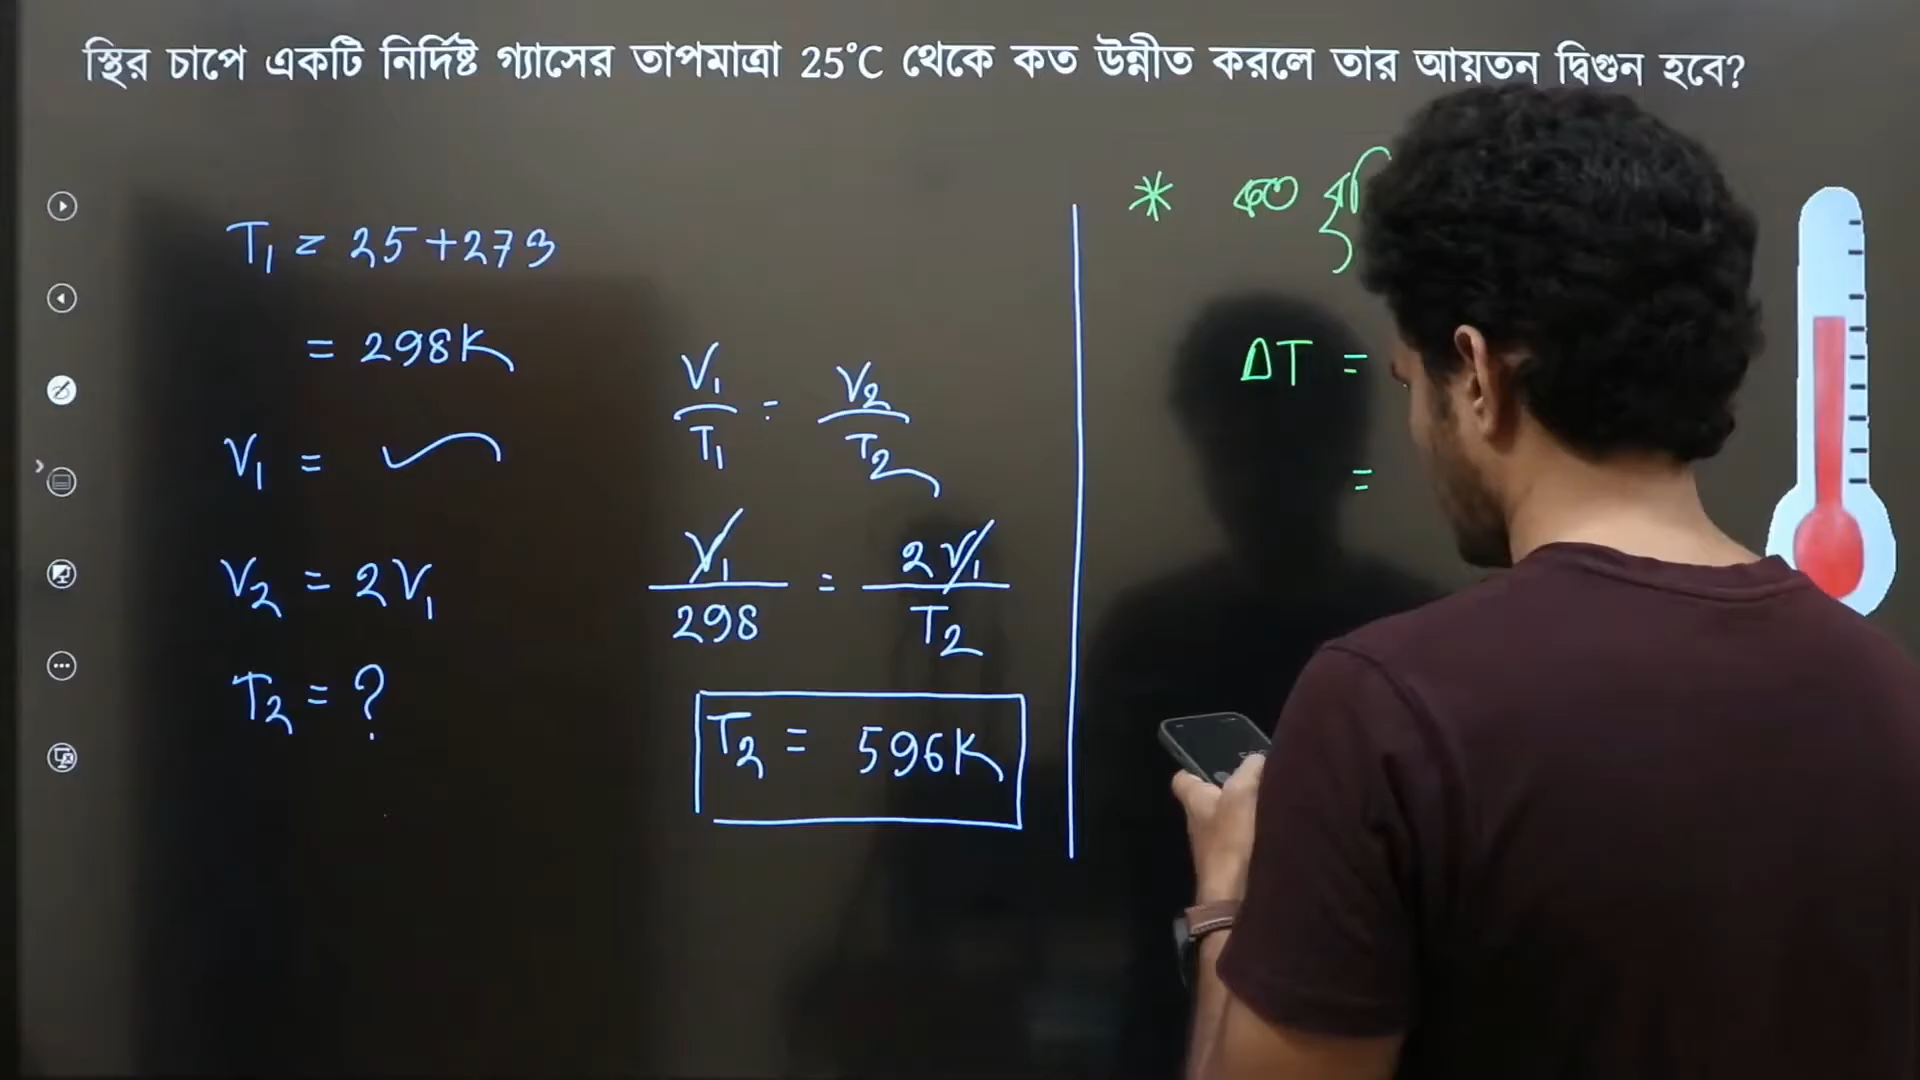 স্থির চাপে একটি নির্দিষ্ট গ্যাসের তাপমাত্রা 25°C থেকে কত উন্নীত করলে তার আয়তন দ্বিগুন হবে?
T₁ = 25 + 273
= 298K
V₁ =
V₂ = 2V₁
T₂ = ?
V₁/T₁ = V₂/T₂
V₁/298 = 2V₁/T₂
T₂ = 596K
* কত
ΔT =
=